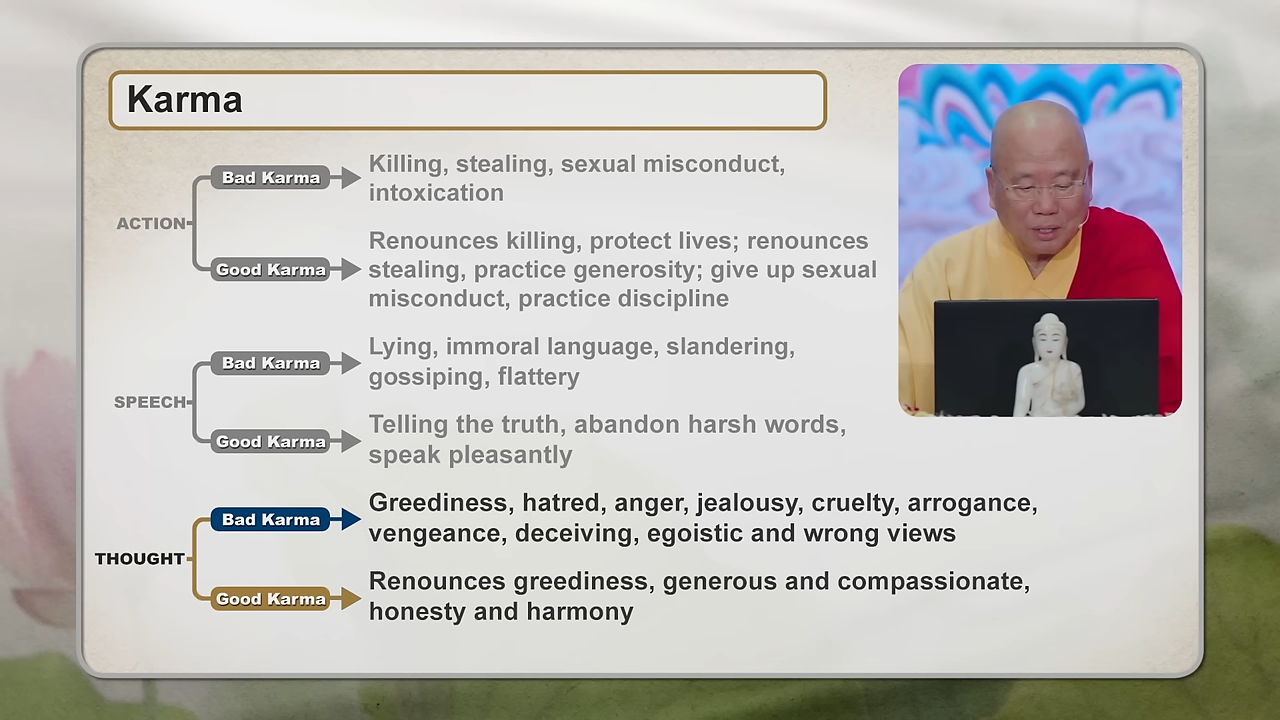 Karma
ACTION
Bad Karma
Killing, stealing, sexual misconduct,
intoxication
Good Karma
Renounces killing, protect lives; renounces
stealing, practice generosity; give up sexual
misconduct, practice discipline
SPEECH
Bad Karma
Lying, immoral language, slandering,
gossiping, flattery
Good Karma
Telling the truth, abandon harsh words,
speak pleasantly
THOUGHT
Bad Karma
Greediness, hatred, anger, jealousy, cruelty, arrogance,
vengeance, deceiving, egoistic and wrong views
Good Karma
Renounces greediness, generous and compassionate,
honesty and harmony